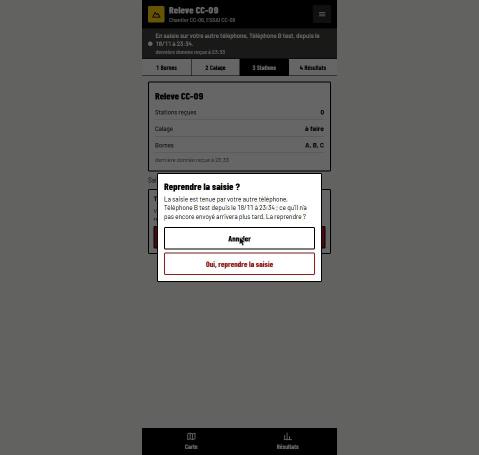 Releve CC-09
Chantier CC-09, ESSAI CC-09
En saisie sur votre autre téléphone, Téléphone B test, depuis le
18/11 à 23:34.
dernière donnée reçue à 23:33
1 Bornes
2 Calage
3 Stations
4 Résultats
Releve CC-09
Stations reçues
0
Calage
à faire
Bornes
A, B, C
dernière donnée reçue à 23:33
Reprendre la saisie ?
La saisie est tenue par votre autre téléphone,
Téléphone B test depuis le 18/11 à 23:34 ; ce qu'il n'a
pas encore envoyé arrivera plus tard. La reprendre ?
Annuler
Oui, reprendre la saisie
Carte
Résultats